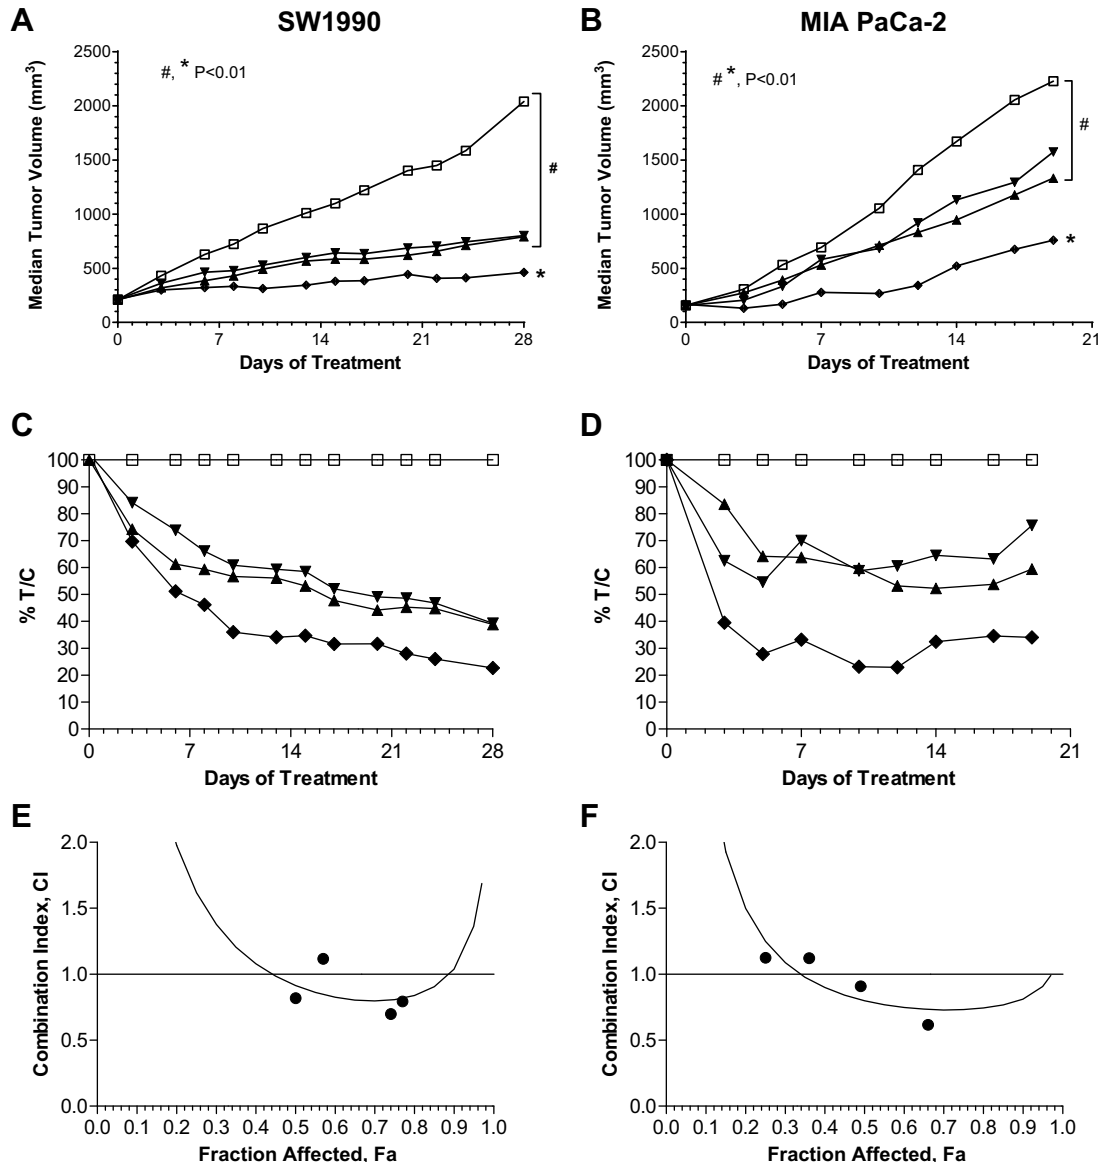 A SW1990
B MIA PaCa-2
#, * P<0.01
Median Tumor Volume (mm3)
2500
2000
1500
1000
500
0
0 7 14 21 28
Days of Treatment
#
*
# *, P<0.01
Median Tumor Volume (mm3)
2500
2000
1500
1000
500
0
0 7 14 21
Days of Treatment
#
*
C
% T/C
100
90
80
70
60
50
40
30
20
10
0
0 7 14 21 28
Days of Treatment
D
% T/C
100
90
80
70
60
50
40
30
20
10
0
0 7 14 21
Days of Treatment
E
Combination Index, CI
2.0
1.5
1.0
0.5
0.0
0.0 0.1 0.2 0.3 0.4 0.5 0.6 0.7 0.8 0.9 1.0
Fraction Affected, Fa
F
Combination Index, CI
2.0
1.5
1.0
0.5
0.0
0.0 0.1 0.2 0.3 0.4 0.5 0.6 0.7 0.8 0.9 1.0
Fraction Affected, Fa